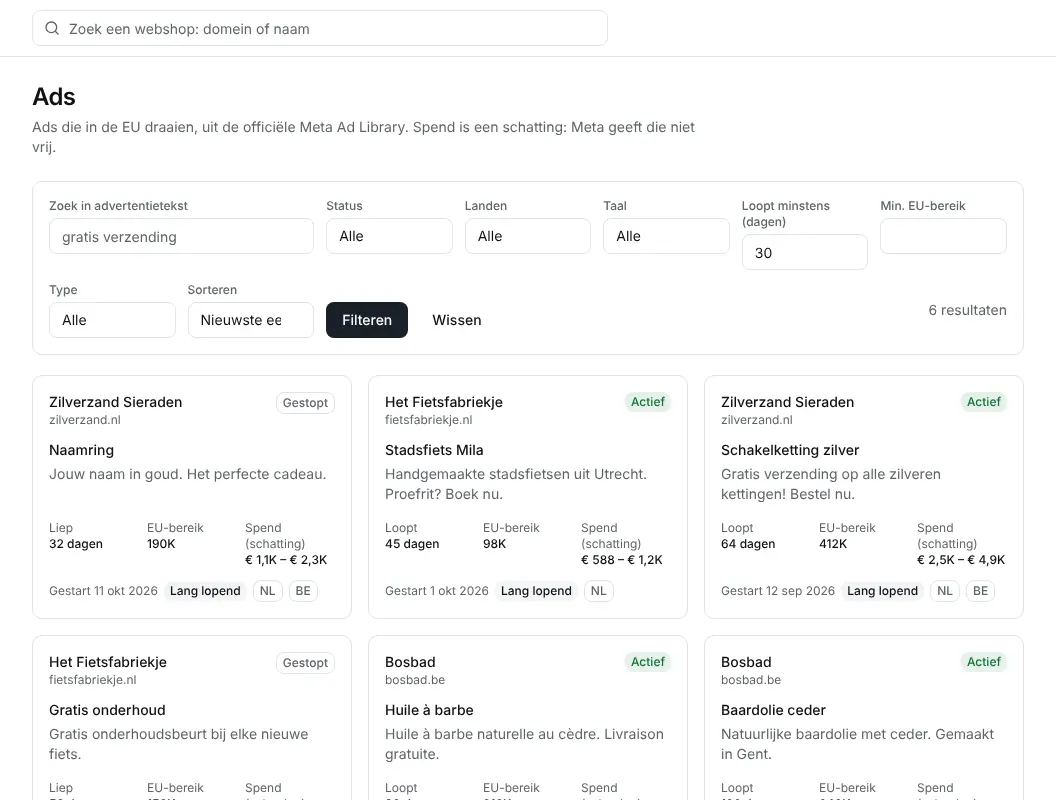 Zoek een webshop: domein of naam
Ads
Ads die in de EU draaien, uit de officiële Meta Ad Library. Spend is een schatting: Meta geeft die niet
vrij.
Zoek in advertentietekst
gratis verzending
Status
Alle
Landen
Alle
Taal
Alle
Loopt minstens
(dagen)
30
Min. EU-bereik
Type
Alle
Sorteren
Nieuwste ee
Filteren
Wissen
6 resultaten
Zilverzand Sieraden
Gestopt
zilverzand.nl
Naamring
Jouw naam in goud. Het perfecte cadeau.
Liep
32 dagen
EU-bereik
190K
Spend
(schatting)
€ 1,1K – € 2,3K
Gestart 11 okt 2026 Lang lopend NL BE
Het Fietsfabriekje
Actief
fietsfabriekje.nl
Stadsfiets Mila
Handgemaakte stadsfietsen uit Utrecht.
Proefrit? Boek nu.
Loopt
45 dagen
EU-bereik
98K
Spend
(schatting)
€ 588 – € 1,2K
Gestart 1 okt 2026 Lang lopend NL
Zilverzand Sieraden
Actief
zilverzand.nl
Schakelketting zilver
Gratis verzending op alle zilveren
kettingen! Bestel nu.
Loopt
64 dagen
EU-bereik
412K
Spend
(schatting)
€ 2,5K – € 4,9K
Gestart 12 sep 2026 Lang lopend NL BE
Het Fietsfabriekje
Gestopt
fietsfabriekje.nl
Gratis onderhoud
Gratis onderhoudsbeurt bij elke nieuwe
fiets.
Liep
EU-bereik
Spend
Bosbad
Actief
bosbad.be
Huile à barbe
Huile à barbe naturelle au cèdre. Livraison
gratuite.
Loopt
EU-bereik
Spend
Bosbad
Actief
bosbad.be
Baardolie ceder
Natuurlijke baardolie met ceder. Gemaakt
in Gent.
Loopt
EU-bereik
Spend